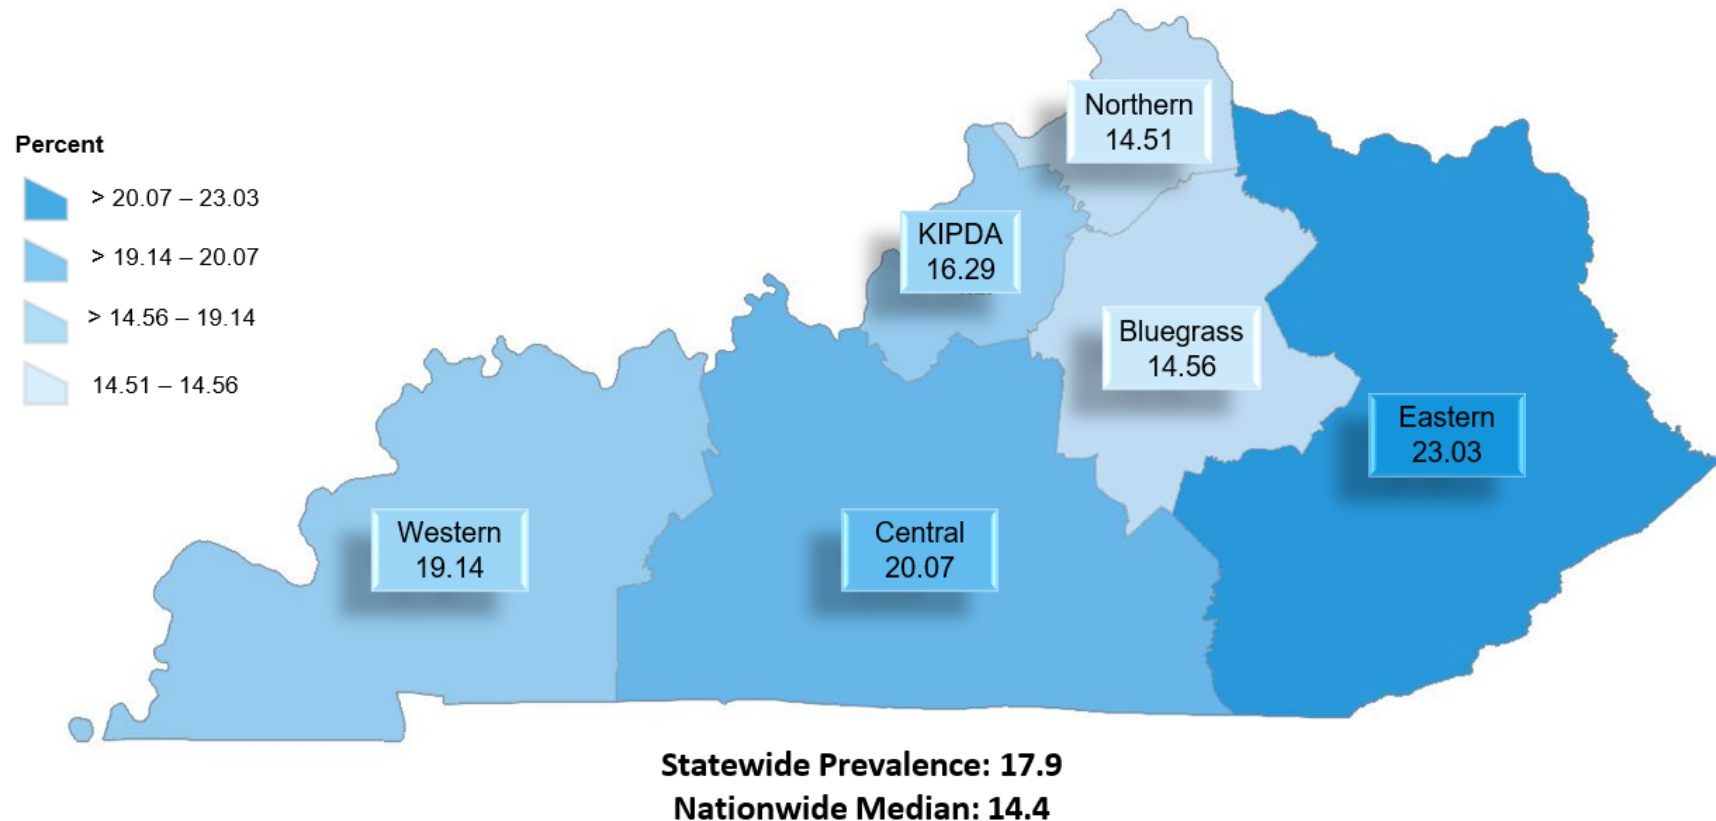 Percent
> 20.07 – 23.03
> 19.14 – 20.07
> 14.56 – 19.14
14.51 – 14.56
Northern
14.51
KIPDA
16.29
Bluegrass
14.56
Eastern
23.03
Western
19.14
Central
20.07
Statewide Prevalence: 17.9
Nationwide Median: 14.4